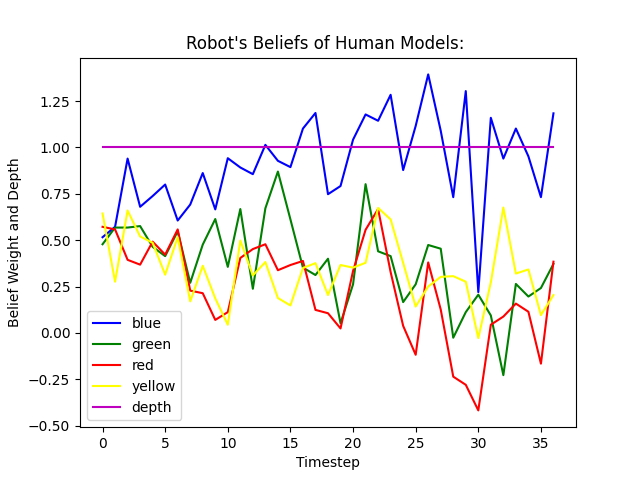 Robot's Beliefs of Human Models:
Belief Weight and Depth
1.25
1.00
0.75
0.50
0.25
0.00
−0.25
−0.50
blue
green
red
yellow
depth
0 5 10 15 20 25 30 35
Timestep